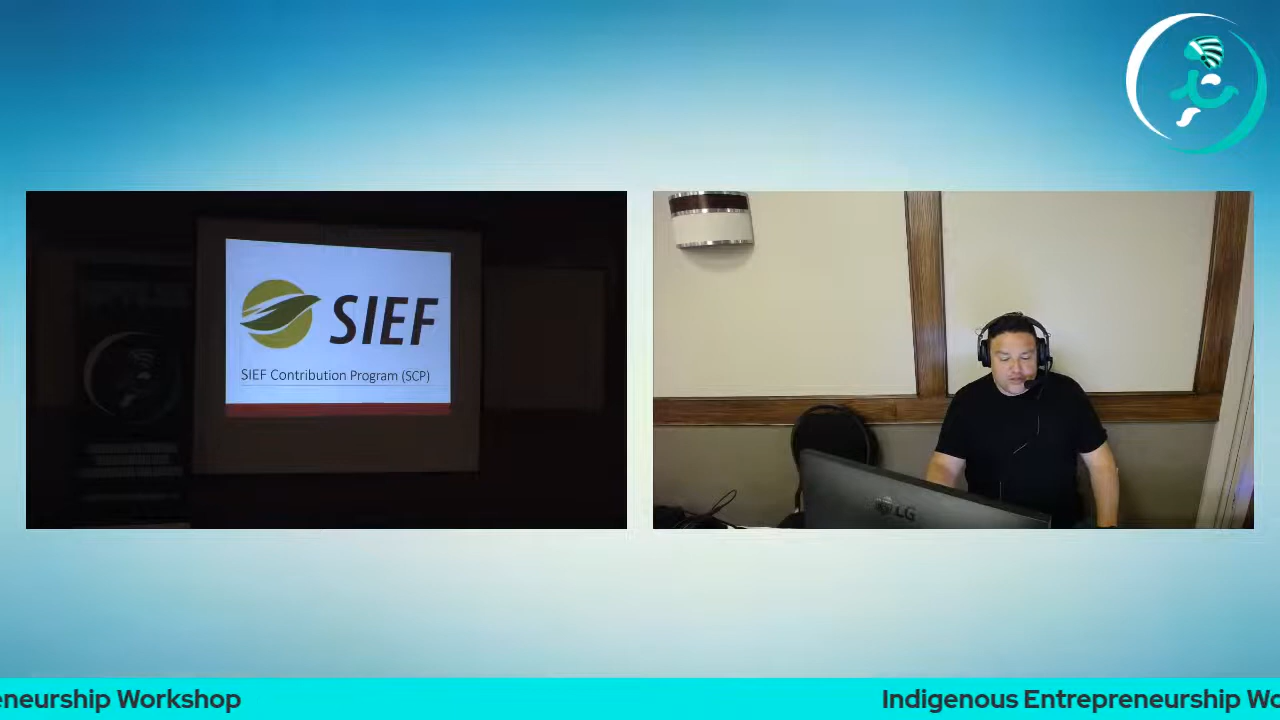 SIEF
SIEF Contribution Program (SCP)
LG
eneurship Workshop
Indigenous Entrepreneurship Wo